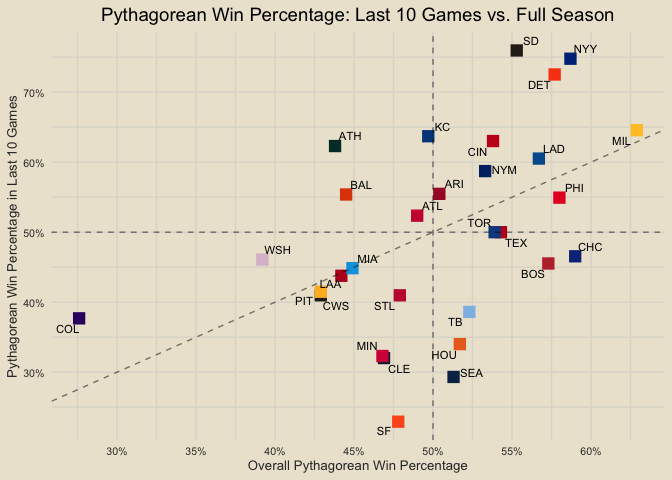 Pythagorean Win Percentage: Last 10 Games vs. Full Season
SD
NYY
DET
70%
KC
ATH
MIL
CIN
LAD
60%
NYM
ARI
BAL
PHI
ATL
TOR
50%
TEX
WSH
CHC
MIA
BOS
LAA
PIT
CWS
STL
40%
COL
TB
MIN
HOU
CLE
SEA
30%
SF
30%
35%
40%
45%
50%
55%
60%
Overall Pythagorean Win Percentage
Pythagorean Win Percentage in Last 10 Games